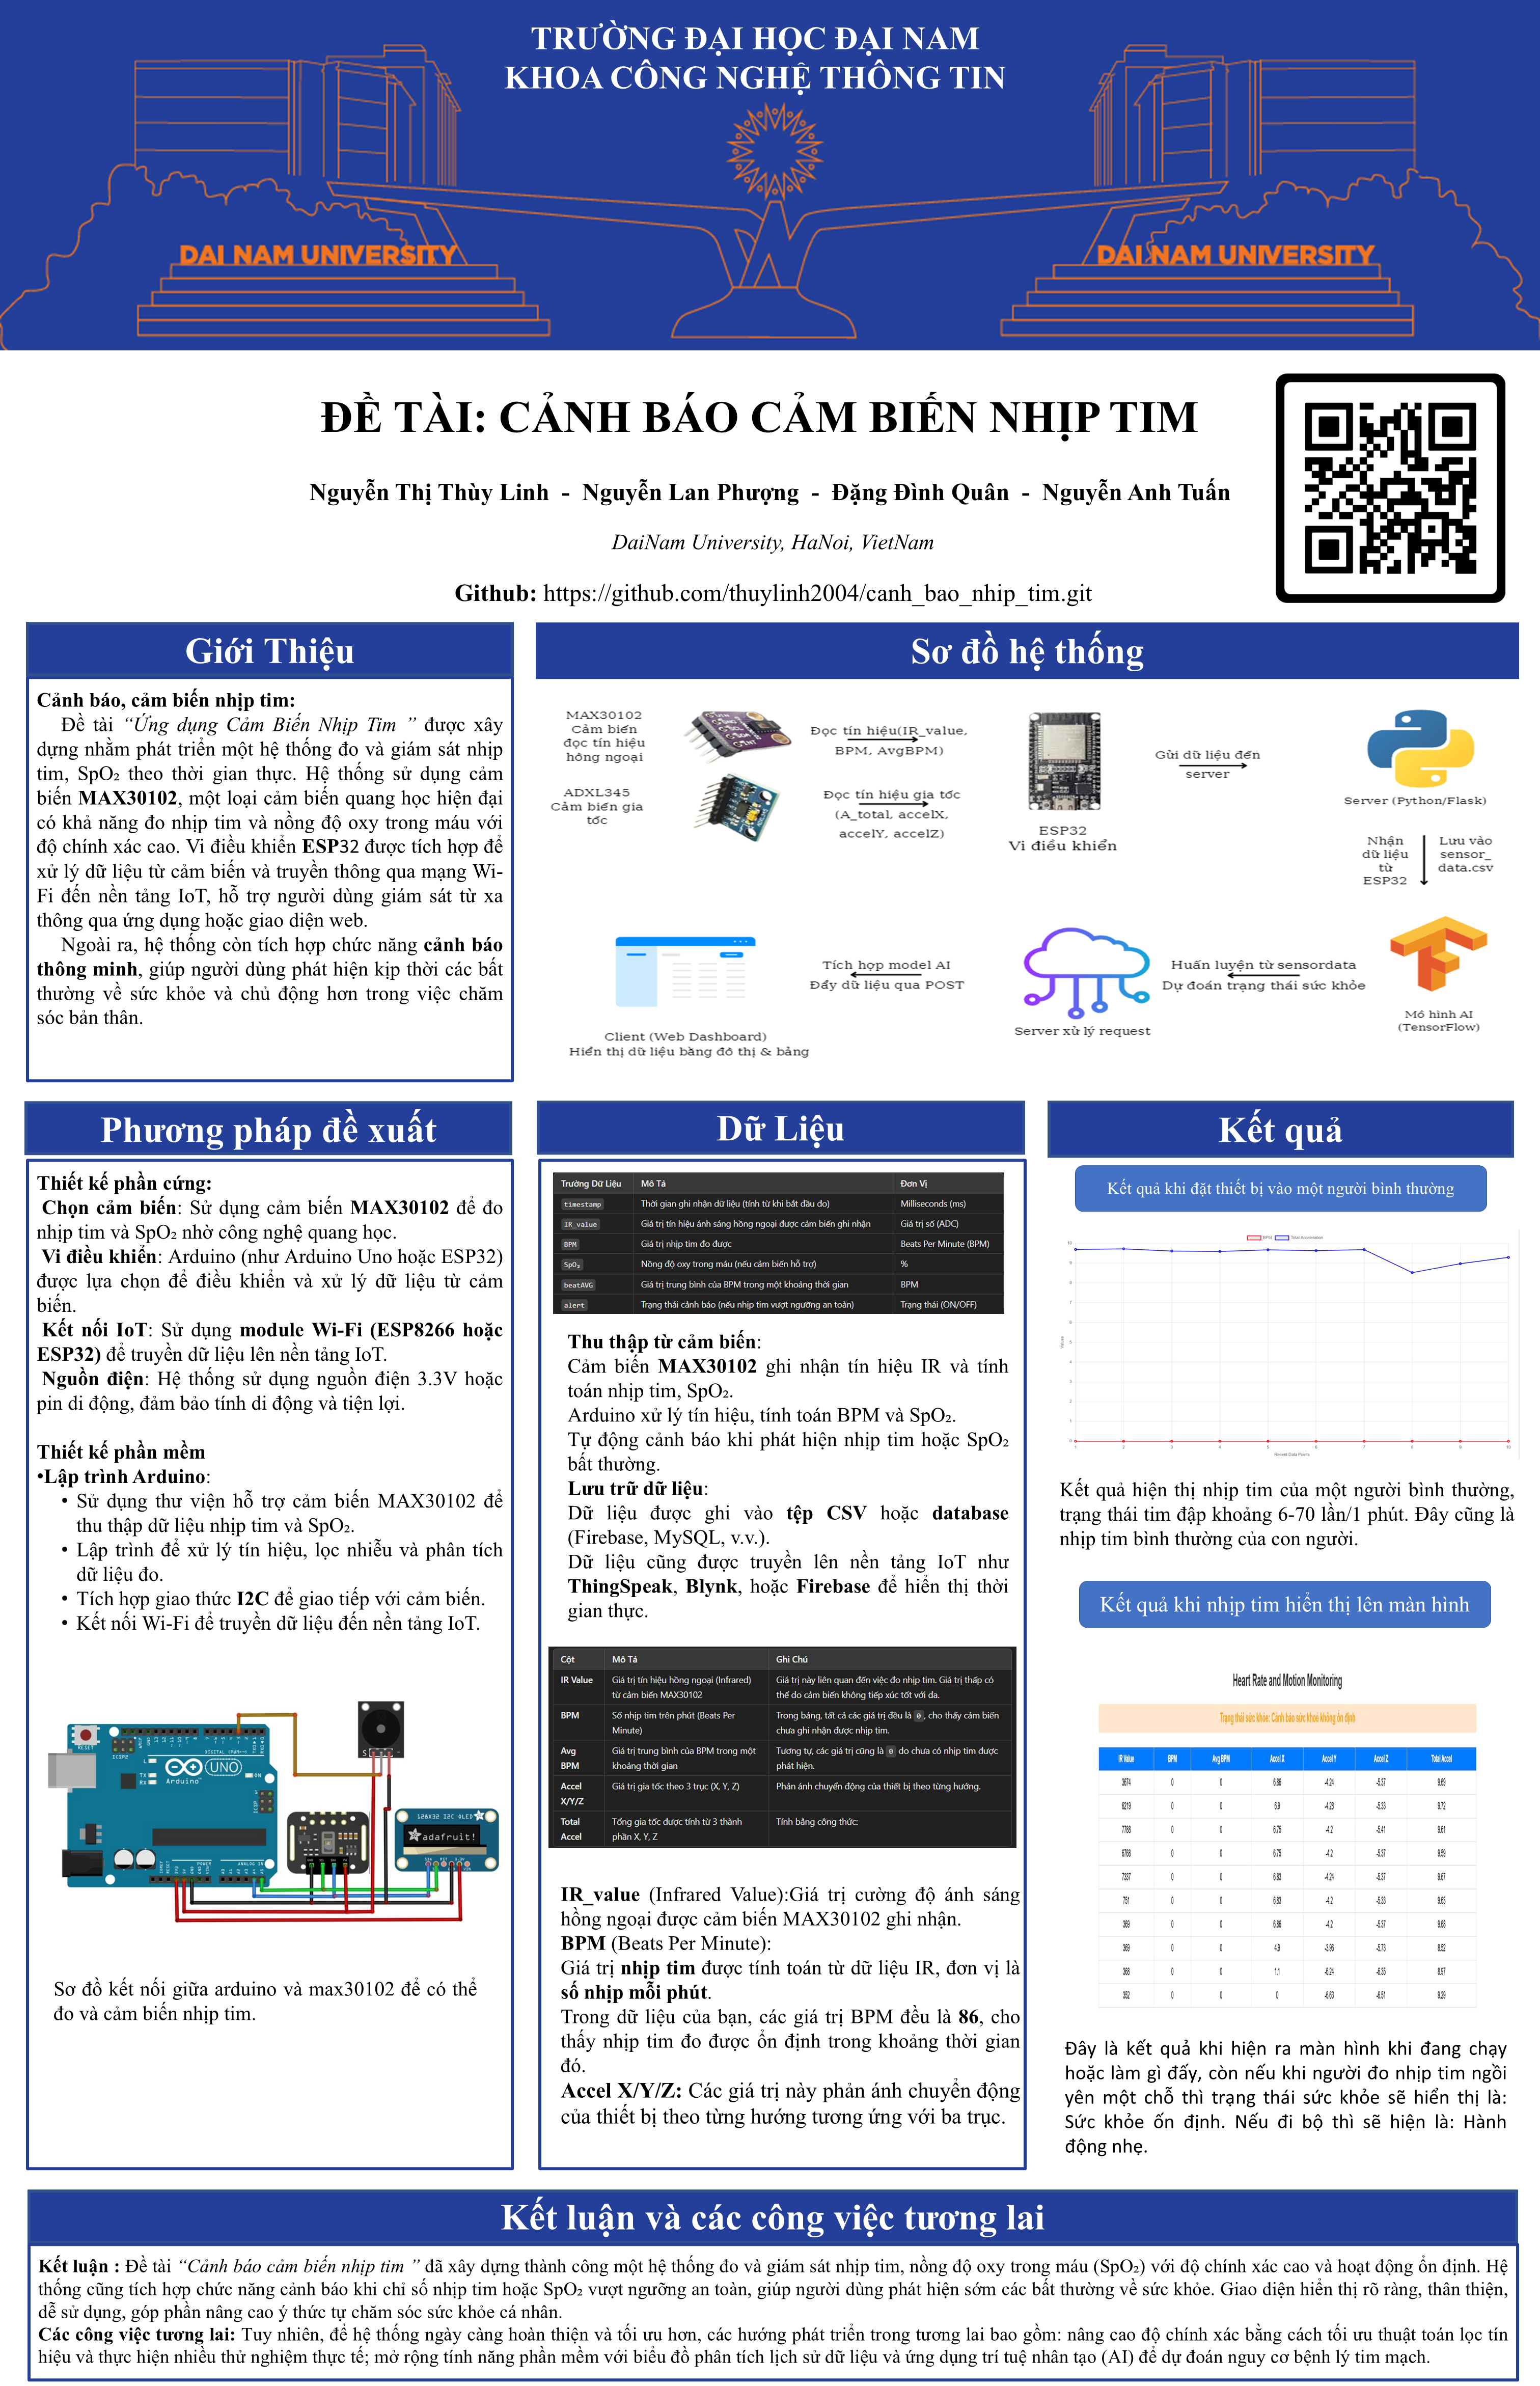 TRƯỜNG ĐẠI HỌC ĐẠI NAM
KHOA CÔNG NGHỆ THÔNG TIN
DAI NAM UNIVERSITY
DAI NAM UNIVERSITY
ĐỀ TÀI: CẢNH BÁO CẢM BIẾN NHỊP TIM
Nguyễn Thị Thùy Linh - Nguyễn Lan Phượng - Đặng Đình Quân - Nguyễn Anh Tuấn
DaiNam University, HaNoi, VietNam
Github: https://github.com/thuylinh2004/canh_bao_nhip_tim.git
Giới Thiệu
Cảnh báo, cảm biến nhịp tim:
Đề tài “Ứng dụng Cảm Biến Nhịp Tim ” được xây
dựng nhằm phát triển một hệ thống đo và giám sát nhịp
tim, SpO₂ theo thời gian thực. Hệ thống sử dụng cảm
biến MAX30102, một loại cảm biến quang học hiện đại
có khả năng đo nhịp tim và nồng độ oxy trong máu với
độ chính xác cao. Vi điều khiển ESP32 được tích hợp để
xử lý dữ liệu từ cảm biến và truyền thông qua mạng Wi-
Fi đến nền tảng IoT, hỗ trợ người dùng giám sát từ xa
thông qua ứng dụng hoặc giao diện web.
Ngoài ra, hệ thống còn tích hợp chức năng cảnh báo
thông minh, giúp người dùng phát hiện kịp thời các bất
thường về sức khỏe và chủ động hơn trong việc chăm
sóc bản thân.
Sơ đồ hệ thống
MAX30102
Cảm biến
đọc tín hiệu
hồng ngoại
ADXL345
Cảm biến gia
tốc
Đọc tín hiệu(IR_value,
BPM, AvgBPM)
Đọc tín hiệu gia tốc
(A_total, accelX,
accelY, accelZ)
ESP32
Vi điều khiển
Gửi dữ liệu đến
server
Server (Python/Flask)
Nhận
dữ liệu
từ
ESP32
Lưu vào
sensor_
data.csv
Mô hình AI
(TensorFlow)
Huấn luyện từ sensordata
Dự đoán trạng thái sức khỏe
Server xử lý request
Tích hợp model AI
Đẩy dữ liệu qua POST
Client (Web Dashboard)
Hiển thị dữ liệu bằng đồ thị & bảng
Phương pháp đề xuất
Thiết kế phần cứng:
Chọn cảm biến: Sử dụng cảm biến MAX30102 để đo
nhịp tim và SpO₂ nhờ công nghệ quang học.
Vi điều khiển: Arduino (như Arduino Uno hoặc ESP32)
được lựa chọn để điều khiển và xử lý dữ liệu từ cảm
biến.
Kết nối IoT: Sử dụng module Wi-Fi (ESP8266 hoặc
ESP32) để truyền dữ liệu lên nền tảng IoT.
Nguồn điện: Hệ thống sử dụng nguồn điện 3.3V hoặc
pin di động, đảm bảo tính di động và tiện lợi.
Thiết kế phần mềm
•Lập trình Arduino:
• Sử dụng thư viện hỗ trợ cảm biến MAX30102 để
thu thập dữ liệu nhịp tim và SpO₂.
• Lập trình để xử lý tín hiệu, lọc nhiễu và phân tích
dữ liệu đo.
• Tích hợp giao thức I2C để giao tiếp với cảm biến.
• Kết nối Wi-Fi để truyền dữ liệu đến nền tảng IoT.
RESET
ICSP2
DIGITAL (PWM~)
UNO
Arduino
ON
L
TX
RX
ICSP
POWER
ANALOG IN
128X32 I2C OLED
adafruit!
Sơ đồ kết nối giữa arduino và max30102 để có thể
đo và cảm biến nhịp tim.
Dữ Liệu
Trường Dữ Liệu Mô Tả Đơn Vị
timestamp Thời gian ghi nhận dữ liệu (tính từ khi bắt đầu đo) Milliseconds (ms)
IR_value Giá trị tín hiệu ánh sáng hồng ngoại được cảm biến ghi nhận Giá trị số (ADC)
BPM Giá trị nhịp tim đo được Beats Per Minute (BPM)
SpO₂ Nồng độ oxy trong máu (nếu cảm biến hỗ trợ) %
beatAVG Giá trị trung bình của BPM trong một khoảng thời gian BPM
alert Trạng thái cảnh báo (nếu nhịp tim vượt ngưỡng an toàn) Trạng thái (ON/OFF)
Thu thập từ cảm biến:
Cảm biến MAX30102 ghi nhận tín hiệu IR và tính
toán nhịp tim, SpO₂.
Arduino xử lý tín hiệu, tính toán BPM và SpO₂.
Tự động cảnh báo khi phát hiện nhịp tim hoặc SpO₂
bất thường.
Lưu trữ dữ liệu:
Dữ liệu được ghi vào tệp CSV hoặc database
(Firebase, MySQL, v.v.).
Dữ liệu cũng được truyền lên nền tảng IoT như
ThingSpeak, Blynk, hoặc Firebase để hiển thị thời
gian thực.
Cột Mô Tả Ghi Chú
IR Value Giá trị tín hiệu hồng ngoại (Infrared) Giá trị này liên quan đến việc đo nhịp tim. Giá trị thấp có
từ cảm biến MAX30102 thể do cảm biến không tiếp xúc tốt với da.
BPM Số nhịp tim trên phút (Beats Per Trong bảng, tất cả các giá trị đều là 0, cho thấy cảm biến
Minute) chưa ghi nhận được nhịp tim.
Avg Giá trị trung bình của BPM trong một Tương tự, các giá trị cũng là 0 do chưa có nhịp tim được
BPM khoảng thời gian phát hiện.
Accel Giá trị gia tốc theo 3 trục (X, Y, Z) Phản ánh chuyển động của thiết bị theo từng hướng.
X/Y/Z
Total Tổng gia tốc được tính từ 3 thành Tính bằng công thức:
Accel phần X, Y, Z
IR_value (Infrared Value):Giá trị cường độ ánh sáng
hồng ngoại được cảm biến MAX30102 ghi nhận.
BPM (Beats Per Minute):
Giá trị nhịp tim được tính toán từ dữ liệu IR, đơn vị là
số nhịp mỗi phút.
Trong dữ liệu của bạn, các giá trị BPM đều là 86, cho
thấy nhịp tim đo được ổn định trong khoảng thời gian
đó.
Accel X/Y/Z: Các giá trị này phản ánh chuyển động
của thiết bị theo từng hướng tương ứng với ba trục.
Kết quả
Kết quả khi đặt thiết bị vào một người bình thường
BPM Total Acceleration
Values
10
9
8
7
6
5
4
3
2
1
0
1 2 3 4 5 6 7 8 9 10
Recent Data Points
Kết quả hiện thị nhịp tim của một người bình thường,
trạng thái tim đập khoảng 6-70 lần/1 phút. Đây cũng là
nhịp tim bình thường của con người.
Kết quả khi nhịp tim hiển thị lên màn hình
Heart Rate and Motion Monitoring
Trạng thái sức khỏe: Cảnh báo sức khoẻ không ổn định
IR Value BPM Avg BPM Accel X Accel Y Accel Z Total Accel
3674 0 0 6.86 -4.24 -5.37 9.69
6219 0 0 6.9 -4.28 -5.33 9.72
7788 0 0 6.75 -4.2 -5.41 9.61
6768 0 0 6.75 -4.2 -5.37 9.59
7337 0 0 6.83 -4.24 -5.37 9.67
751 0 0 6.83 -4.2 -5.33 9.63
369 0 0 6.86 -4.2 -5.37 9.68
369 0 0 4.9 -3.96 -5.73 8.52
368 0 0 1.1 -6.24 -6.35 8.97
352 0 0 0 -6.63 -6.51 9.29
Đây là kết quả khi hiện ra màn hình khi đang chạy
hoặc làm gì đấy, còn nếu khi người đo nhịp tim ngồi
yên một chỗ thì trạng thái sức khỏe sẽ hiển thị là:
Sức khỏe ổn định. Nếu đi bộ thì sẽ hiện là: Hành
động nhẹ.
Kết luận và các công việc tương lai
Kết luận : Đề tài “Cảnh báo cảm biến nhịp tim ” đã xây dựng thành công một hệ thống đo và giám sát nhịp tim, nồng độ oxy trong máu (SpO₂) với độ chính xác cao và hoạt động ổn định. Hệ
thống cũng tích hợp chức năng cảnh báo khi chỉ số nhịp tim hoặc SpO₂ vượt ngưỡng an toàn, giúp người dùng phát hiện sớm các bất thường về sức khỏe. Giao diện hiển thị rõ ràng, thân thiện,
dễ sử dụng, góp phần nâng cao ý thức tự chăm sóc sức khỏe cá nhân.
Các công việc tương lai: Tuy nhiên, để hệ thống ngày càng hoàn thiện và tối ưu hơn, các hướng phát triển trong tương lai bao gồm: nâng cao độ chính xác bằng cách tối ưu thuật toán lọc tín
hiệu và thực hiện nhiều thử nghiệm thực tế; mở rộng tính năng phần mềm với biểu đồ phân tích lịch sử dữ liệu và ứng dụng trí tuệ nhân tạo (AI) để dự đoán nguy cơ bệnh lý tim mạch.